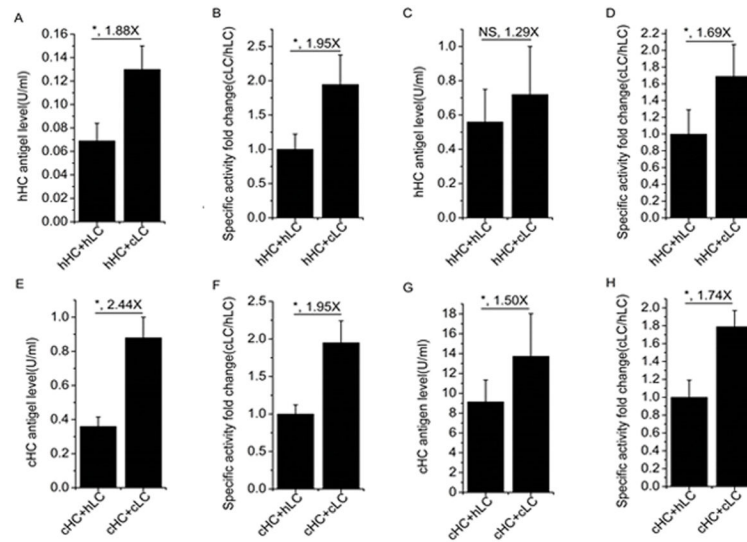 A
*, 1.88X
hHC antigel level(U/ml)
0.16
0.14
0.12
0.10
0.08
0.06
0.04
0.02
0.00
hHC+hLC
hHC+cLC
B
*, 1.95X
Specific activity fold change(cLC/hLC)
2.5
2.0
1.5
1.0
0.5
0.0
hHC+hLC
hHC+cLC
C
NS, 1.29X
hHC antigel level(U/ml)
1.0
0.8
0.6
0.4
0.2
0.0
hHC+hLC
hHC+cLC
D
*, 1.69X
Specific activity fold change(cLC/hLC)
2.2
2.0
1.8
1.6
1.4
1.2
1.0
0.8
0.6
0.4
0.2
0.0
hHC+hLC
hHC+cLC
E
*, 2.44X
cHC antigel level(U/ml)
1.0
0.8
0.6
0.4
0.2
0.0
cHC+hLC
cHC+cLC
F
*, 1.95X
Specific activity fold change(cLC/hLC)
2.5
2.0
1.5
1.0
0.5
0.0
cHC+hLC
cHC+cLC
G
*, 1.50X
cHC antigen level(U/ml)
18
16
14
12
10
8
6
4
2
0
cHC+hLC
cHC+cLC
H
*, 1.74X
Specific activity fold change(cLC/hLC)
2.0
1.8
1.6
1.4
1.2
1.0
0.8
0.6
0.4
0.2
0.0
cHC+hLC
cHC+cLC